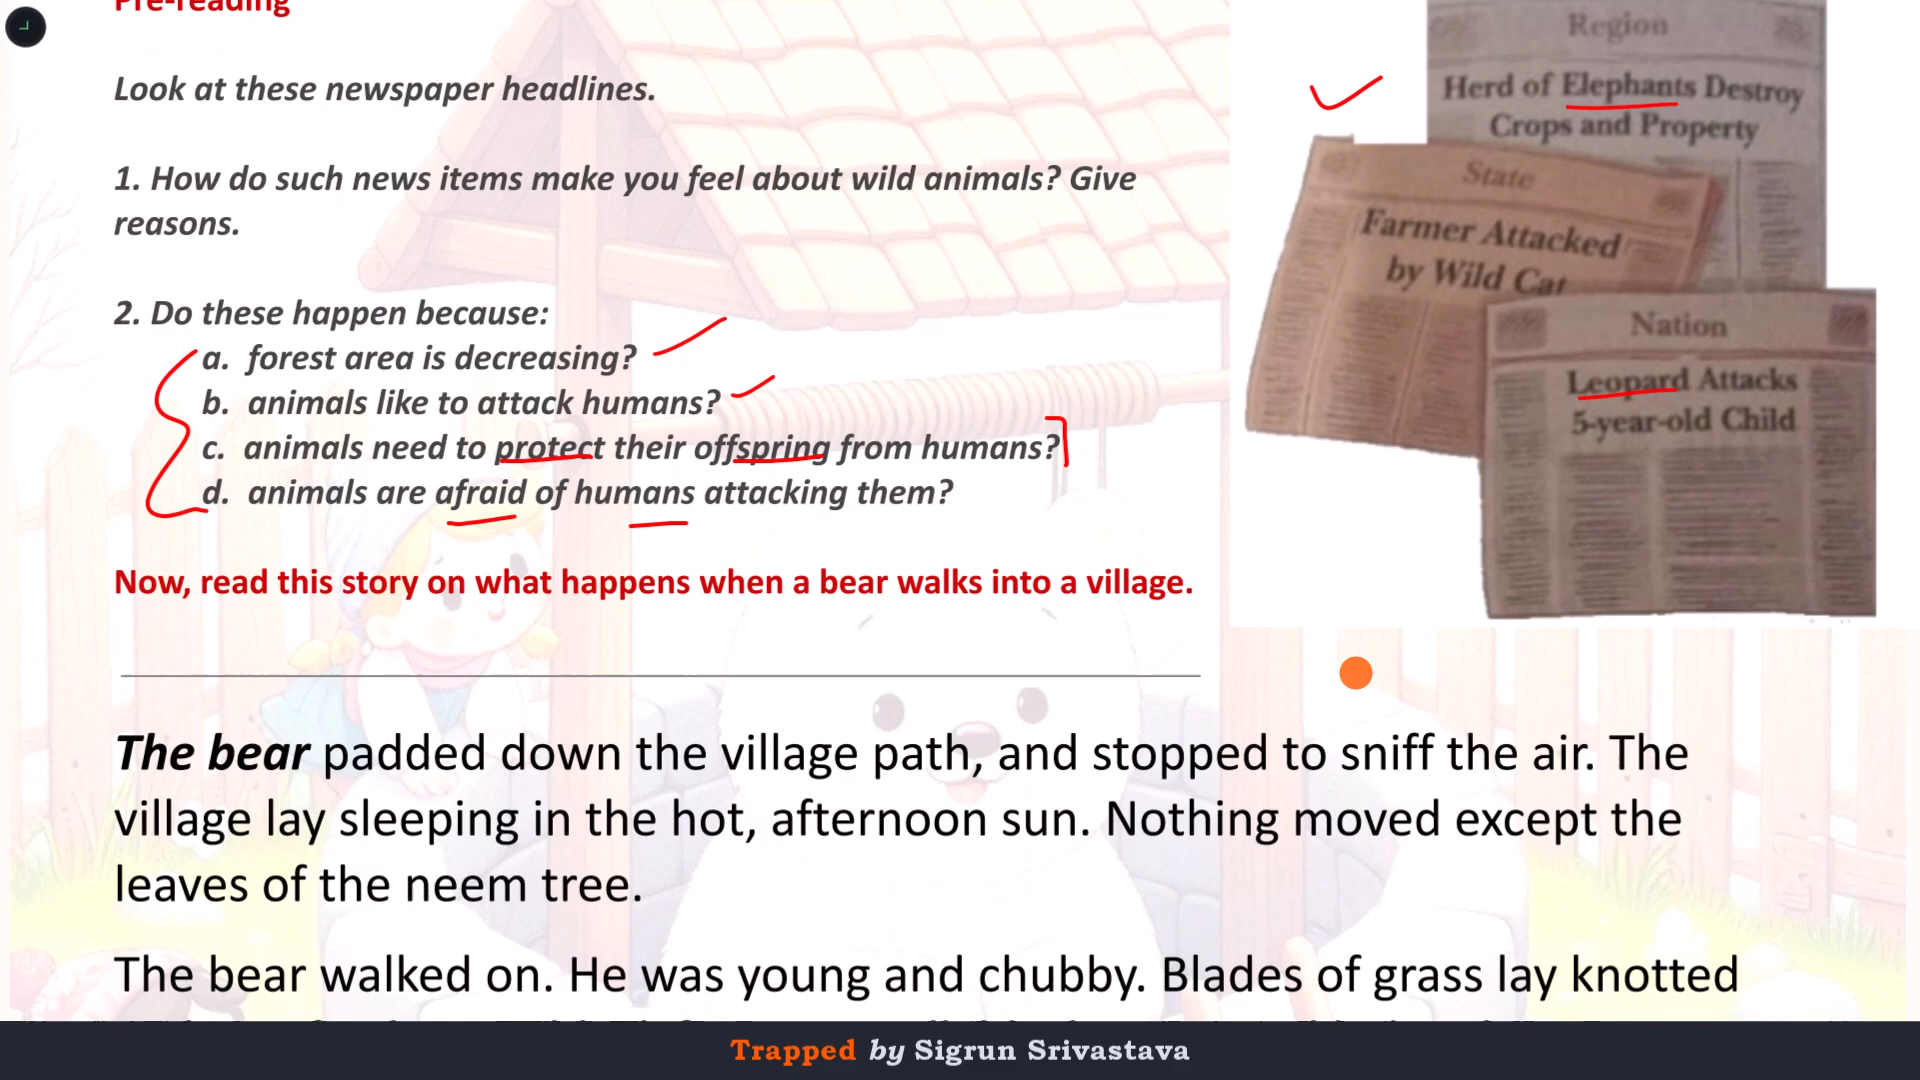 Pre-reading
Look at these newspaper headlines.
1. How do such news items make you feel about wild animals? Give
reasons.
2. Do these happen because:
a. forest area is decreasing?
b. animals like to attack humans?
c. animals need to protect their offspring from humans?
d. animals are afraid of humans attacking them?
Now, read this story on what happens when a bear walks into a village.
Region
Herd of Elephants Destroy
Crops and Property
State
Farmer Attacked
by Wild Cat
Nation
Leopard Attacks
5-year-old Child
The bear padded down the village path, and stopped to sniff the air. The
village lay sleeping in the hot, afternoon sun. Nothing moved except the
leaves of the neem tree.
The bear walked on. He was young and chubby. Blades of grass lay knotted
Trapped by Sigrun Srivastava